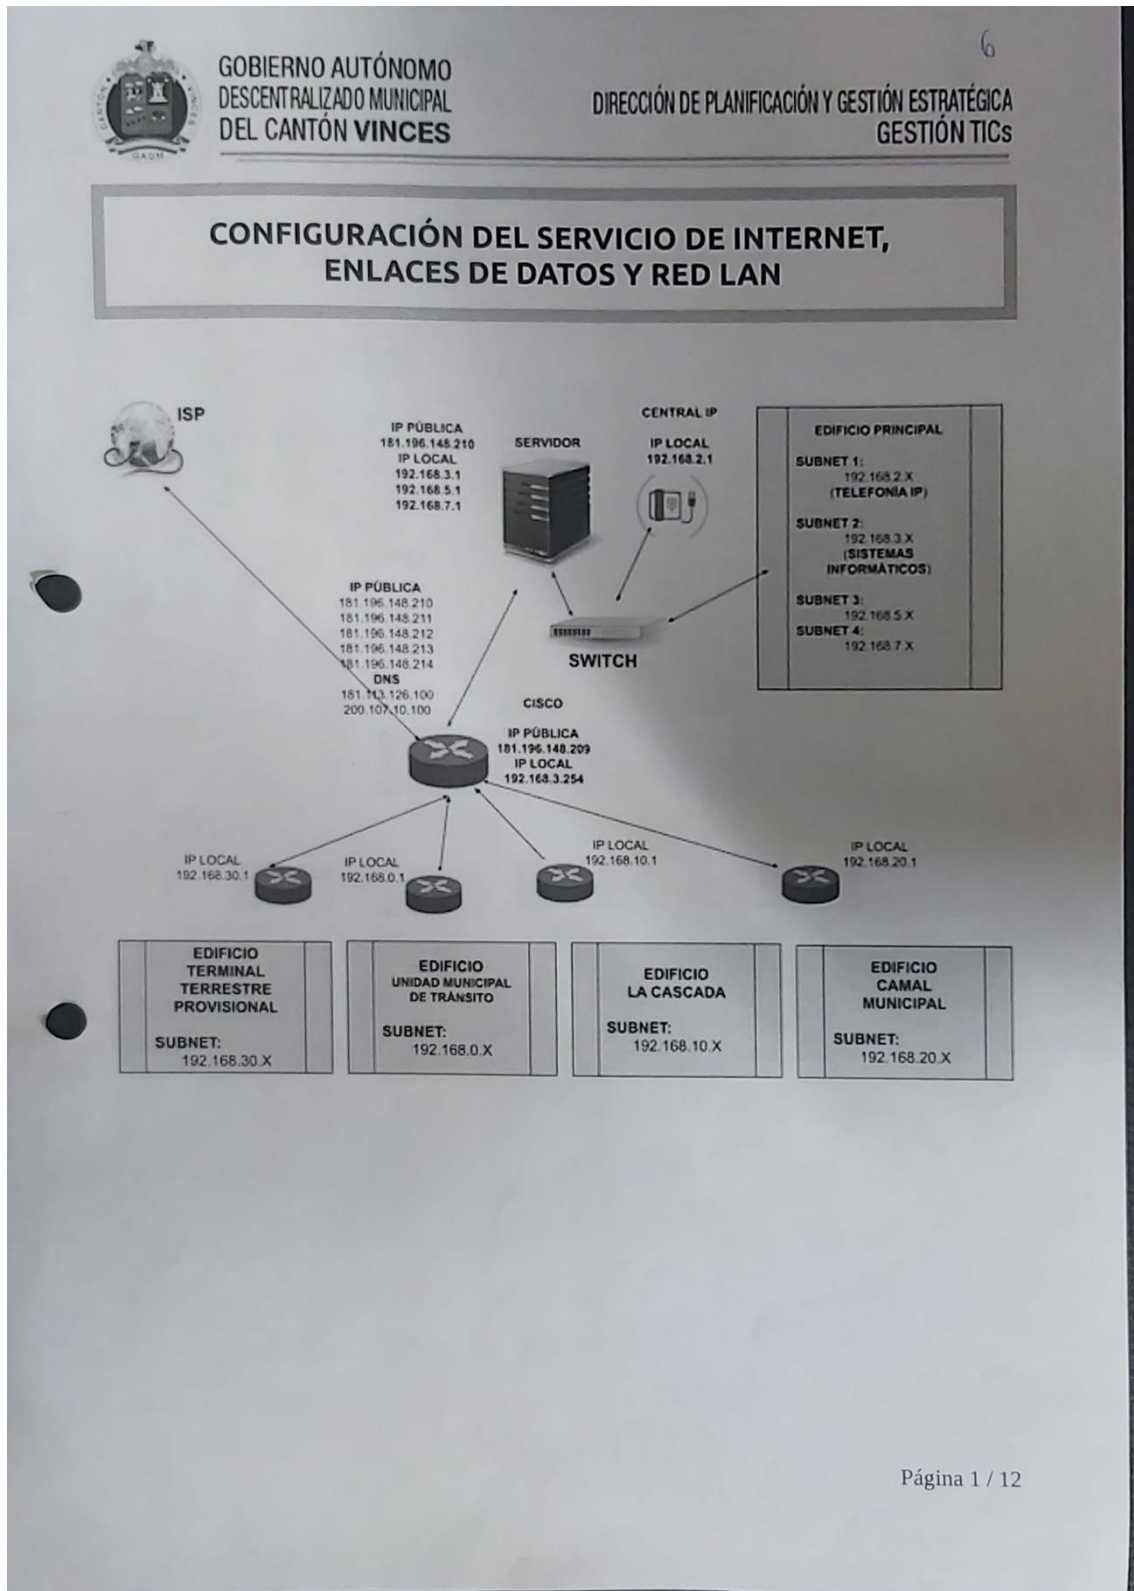 6
GOBIERNO AUTÓNOMO
DESCENTRALIZADO MUNICIPAL
DEL CANTÓN VINCES
CANTÓN VINCES
GADM
DIRECCIÓN DE PLANIFICACIÓN Y GESTIÓN ESTRATÉGICA
GESTIÓN TICs
CONFIGURACIÓN DEL SERVICIO DE INTERNET,
ENLACES DE DATOS Y RED LAN
ISP
IP PÚBLICA
181.196.148.210
IP LOCAL
192.168.3.1
192.168.5.1
192.168.7.1
SERVIDOR
CENTRAL IP
IP LOCAL
192.168.2.1
EDIFICIO PRINCIPAL
SUBNET 1:
192.168.2.X
(TELEFONÍA IP)
SUBNET 2:
192.168.3.X
(SISTEMAS
INFORMÁTICOS)
SUBNET 3:
192.168.5.X
SUBNET 4:
192.168.7.X
SWITCH
IP PÚBLICA
181.196.148.210
181.196.148.211
181.196.148.212
181.196.148.213
181.196.148.214
DNS
181.113.126.100
200.107.10.100
CISCO
IP PÚBLICA
181.196.148.209
IP LOCAL
192.168.3.254
IP LOCAL
192.168.30.1
IP LOCAL
192.168.0.1
IP LOCAL
192.168.10.1
IP LOCAL
192.168.20.1
EDIFICIO
TERMINAL
TERRESTRE
PROVISIONAL
SUBNET:
192.168.30.X
EDIFICIO
UNIDAD MUNICIPAL
DE TRÁNSITO
SUBNET:
192.168.0.X
EDIFICIO
LA CASCADA
SUBNET:
192.168.10.X
EDIFICIO
CAMAL
MUNICIPAL
SUBNET:
192.168.20.X
Página 1 / 12